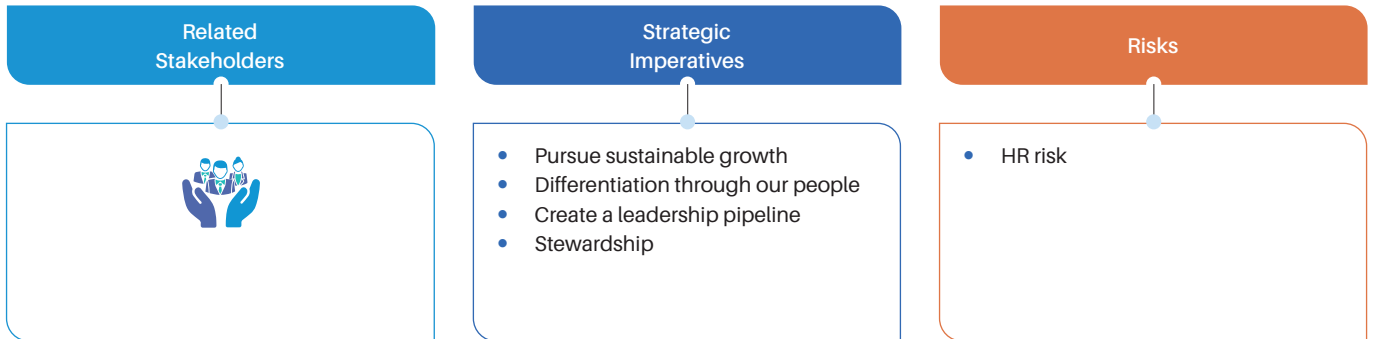 Related
Stakeholders
Strategic
Imperatives
Risks
• Pursue sustainable growth
• Differentiation through our people
• Create a leadership pipeline
• Stewardship
• HR risk